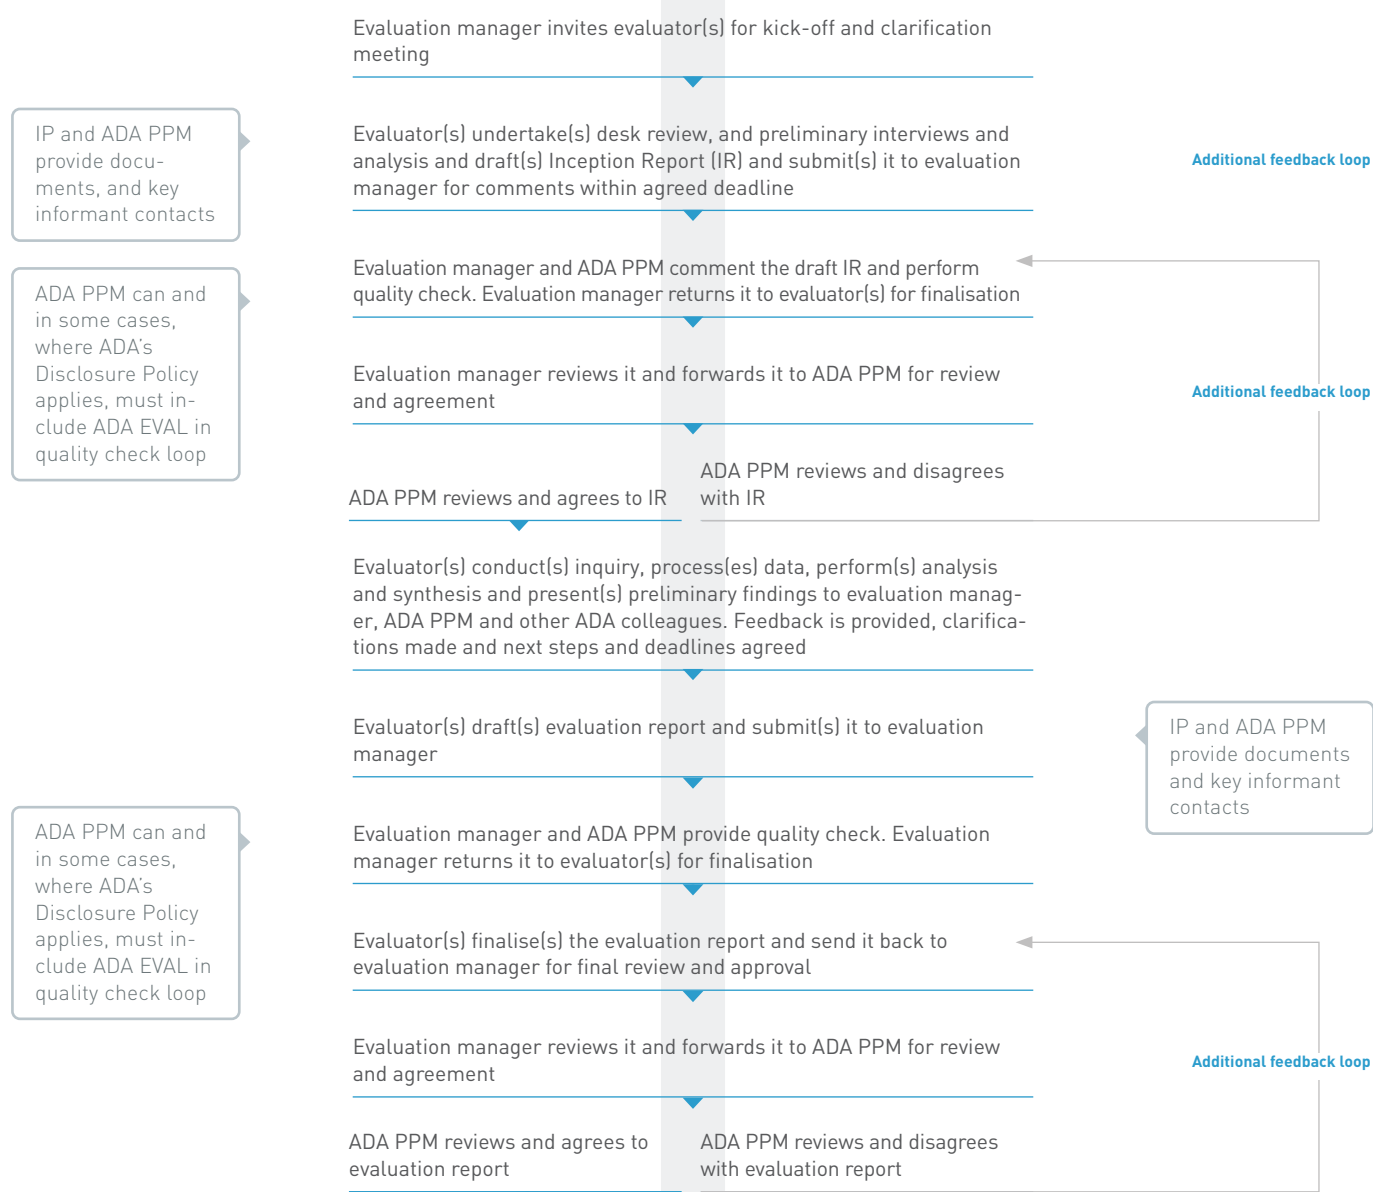 Evaluation manager invites evaluator(s) for kick-off and clarification
meeting
IP and ADA PPM
provide docu-
ments, and key
informant contacts
Evaluator(s) undertake(s) desk review, and preliminary interviews and
analysis and draft(s) Inception Report (IR) and submit(s) it to evaluation
manager for comments within agreed deadline
Additional feedback loop
ADA PPM can and
in some cases,
where ADA's
Disclosure Policy
applies, must in-
clude ADA EVAL in
quality check loop
Evaluation manager and ADA PPM comment the draft IR and perform
quality check. Evaluation manager returns it to evaluator(s) for finalisation
Evaluation manager reviews it and forwards it to ADA PPM for review
and agreement
Additional feedback loop
ADA PPM reviews and agrees to IR
ADA PPM reviews and disagrees
with IR
Evaluator(s) conduct(s) inquiry, process(es) data, perform(s) analysis
and synthesis and present(s) preliminary findings to evaluation manag-
er, ADA PPM and other ADA colleagues. Feedback is provided, clarifica-
tions made and next steps and deadlines agreed
Evaluator(s) draft(s) evaluation report and submit(s) it to evaluation
manager
IP and ADA PPM
provide documents
and key informant
contacts
ADA PPM can and
in some cases,
where ADA's
Disclosure Policy
applies, must in-
clude ADA EVAL in
quality check loop
Evaluation manager and ADA PPM provide quality check. Evaluation
manager returns it to evaluator(s) for finalisation
Evaluator(s) finalise(s) the evaluation report and send it back to
evaluation manager for final review and approval
Evaluation manager reviews it and forwards it to ADA PPM for review
and agreement
Additional feedback loop
ADA PPM reviews and agrees to
evaluation report
ADA PPM reviews and disagrees
with evaluation report